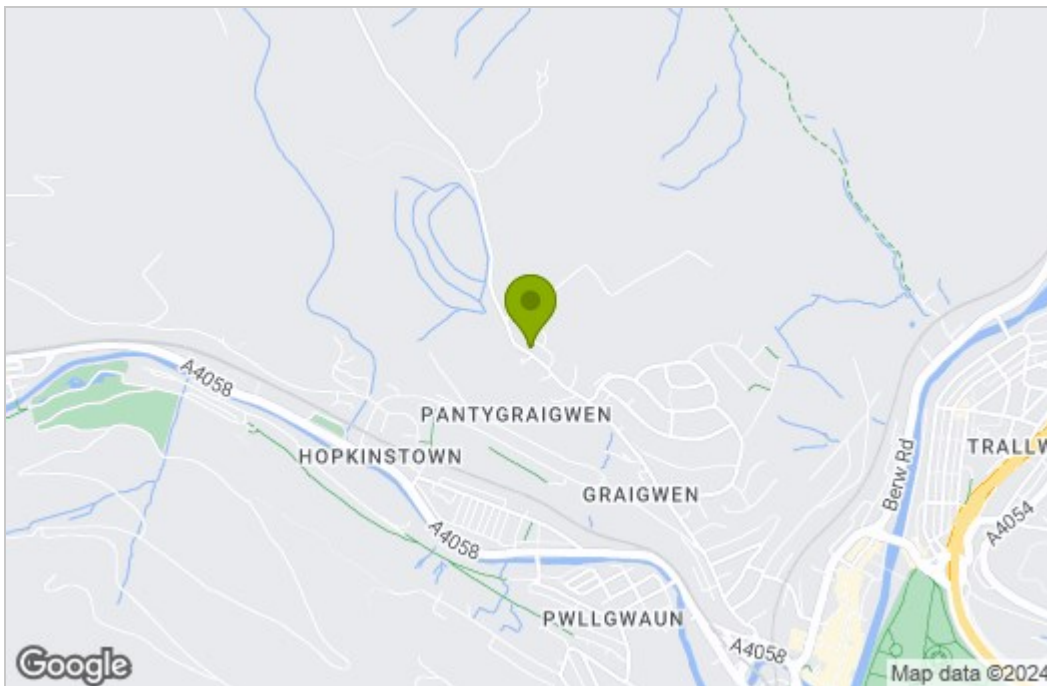 A4058
PANTYGRAIGWEN
HOPKINSTOWN
TRALLW
GRAIGWEN
Berw Rd
A4054
A4058
PWLLGWAUN
A4058
Google
Map data ©2024